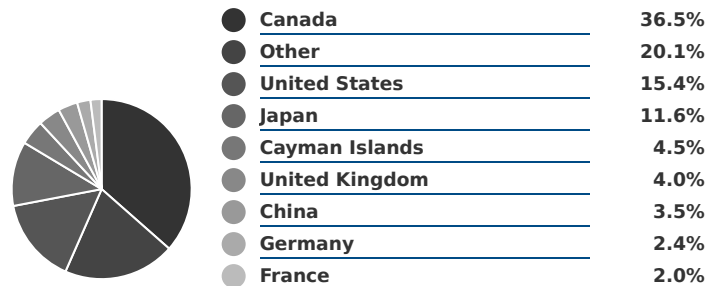 Canada 36.5%
Other 20.1%
United States 15.4%
Japan 11.6%
Cayman Islands 4.5%
United Kingdom 4.0%
China 3.5%
Germany 2.4%
France 2.0%